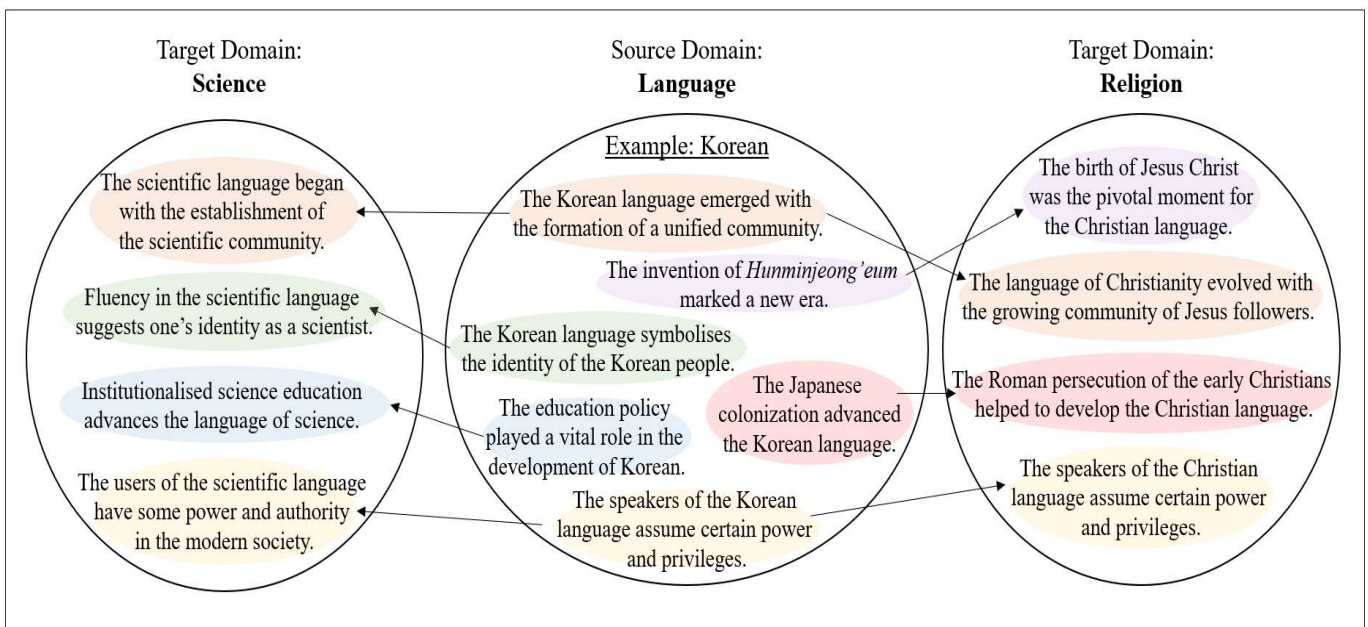 Target Domain:
Science
The scientific language began
with the establishment of
the scientific community.
Fluency in the scientific language
suggests one’s identity as a scientist.
Institutionalised science education
advances the language of science.
The users of the scientific language
have some power and authority
in the modern society.
Source Domain:
Language
Example: Korean
The Korean language emerged with
the formation of a unified community.
The invention of Hunminjeong’eum
marked a new era.
The Korean language symbolises
the identity of the Korean people.
The Japanese
colonization advanced
the Korean language.
The education policy
played a vital role in the
development of Korean.
The speakers of the Korean
language assume certain power
and privileges.
Target Domain:
Religion
The birth of Jesus Christ
was the pivotal moment for
the Christian language.
The language of Christianity evolved with
the growing community of Jesus followers.
The Roman persecution of the early Christians
helped to develop the Christian language.
The speakers of the Christian
language assume certain power
and privileges.